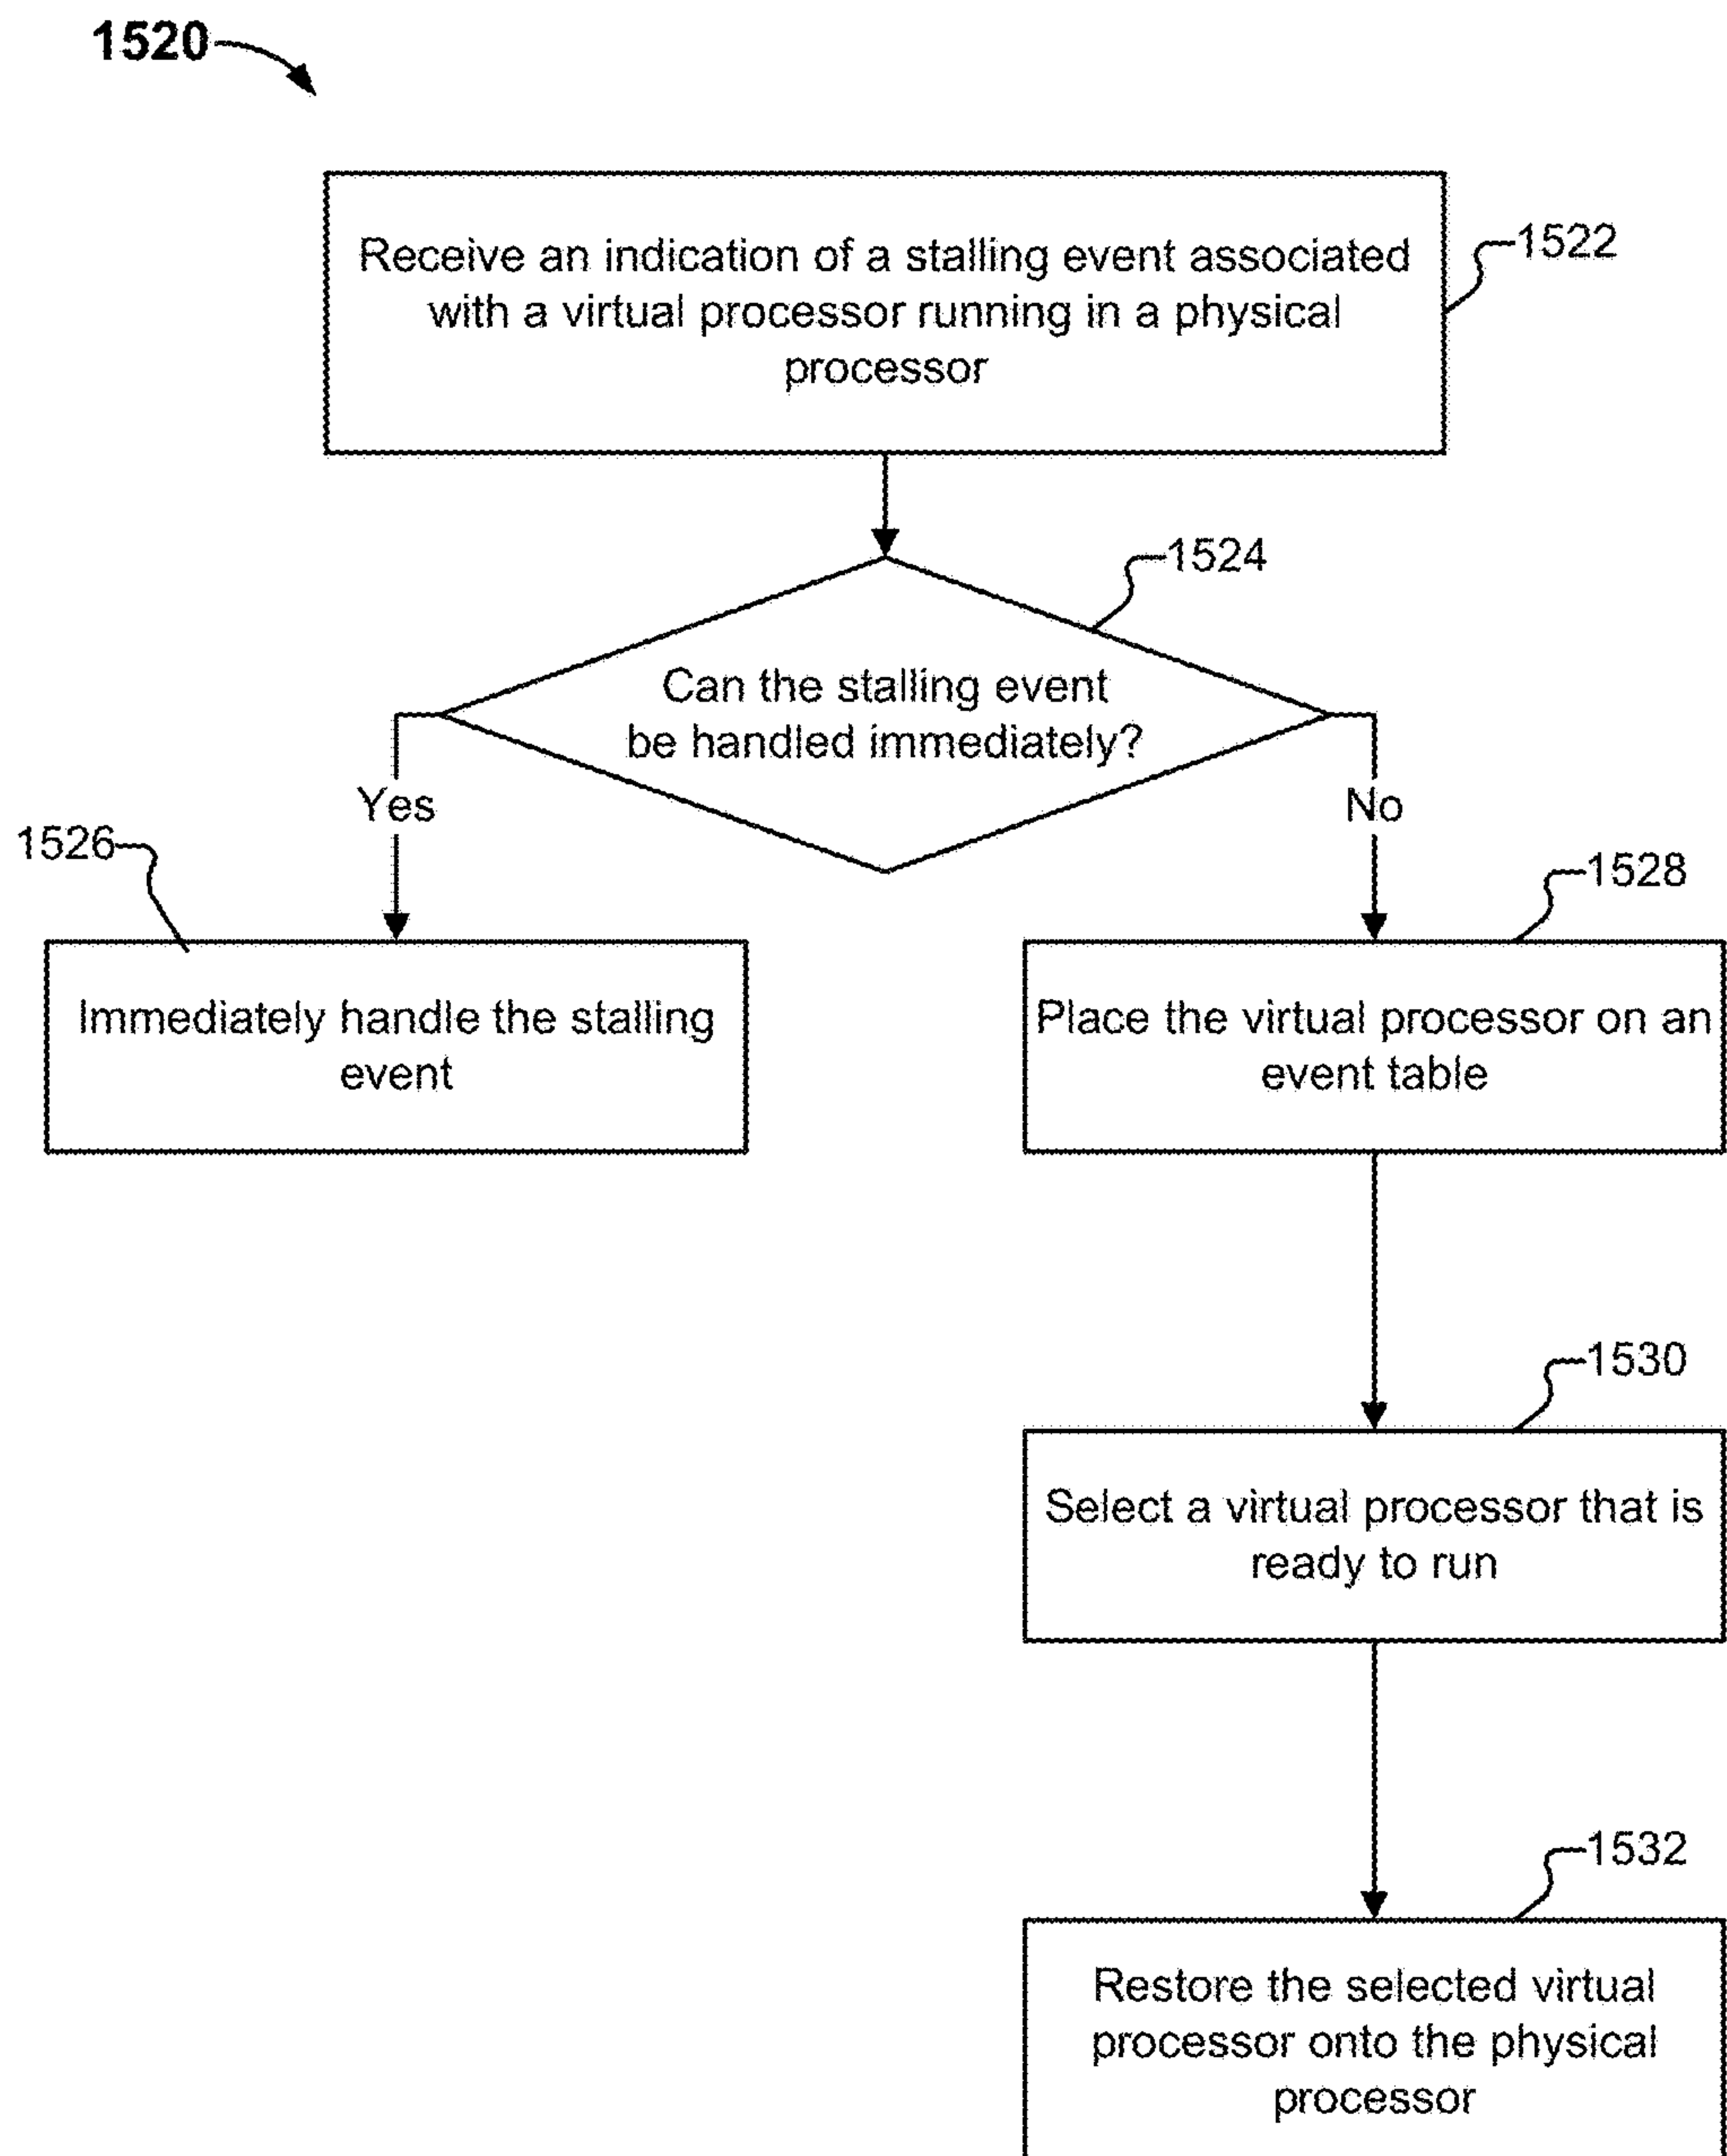 1520
Receive an indication of a stalling event associated
with a virtual processor running in a physical
processor
1522
1524
Can the stalling event
be handled immediately?
Yes
No
1526
1528
Immediately handle the stalling
event
Place the virtual processor on an
event table
1530
Select a virtual processor that is
ready to run
1532
Restore the selected virtual
processor onto the physical
processor